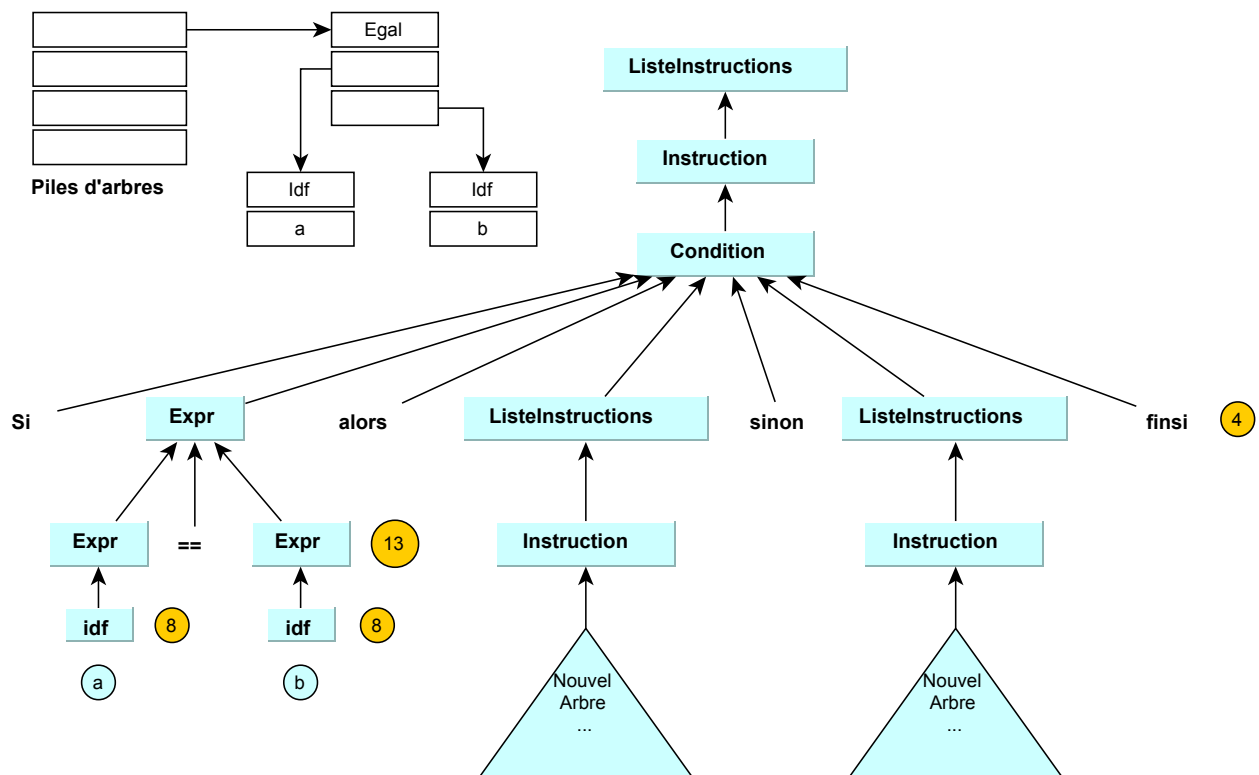 Egal
ListeInstructions
Instruction
Piles d'arbres
Idf
Idf
a
b
Condition
Si
Expr
alors
ListeInstructions
sinon
ListeInstructions
finsi
4
Expr
==
Expr
13
Instruction
Instruction
idf
8
idf
8
a
b
Nouvel
Arbre
...
Nouvel
Arbre
...